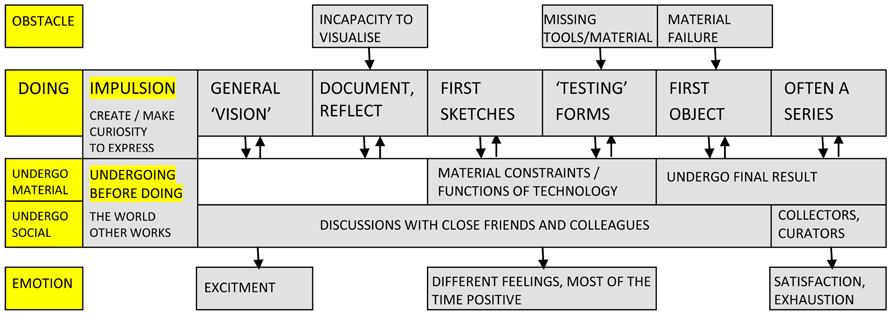 OBSTACLE
INCAPACITY TO
VISUALISE
MISSING
TOOLS/MATERIAL
MATERIAL
FAILURE
DOING
IMPULSION
CREATE / MAKE
CURIOSITY
TO EXPRESS
GENERAL
‘VISION’
DOCUMENT,
REFLECT
FIRST
SKETCHES
‘TESTING’
FORMS
FIRST
OBJECT
OFTEN A
SERIES
UNDERGO
MATERIAL
UNDERGOING
BEFORE DOING
MATERIAL CONSTRAINTS /
FUNCTIONS OF TECHNOLOGY
UNDERGO FINAL RESULT
UNDERGO
SOCIAL
THE WORLD
OTHER WORKS
DISCUSSIONS WITH CLOSE FRIENDS AND COLLEAGUES
COLLECTORS,
CURATORS
EMOTION
EXCITMENT
DIFFERENT FEELINGS, MOST OF THE
TIME POSITIVE
SATISFACTION,
EXHAUSTION